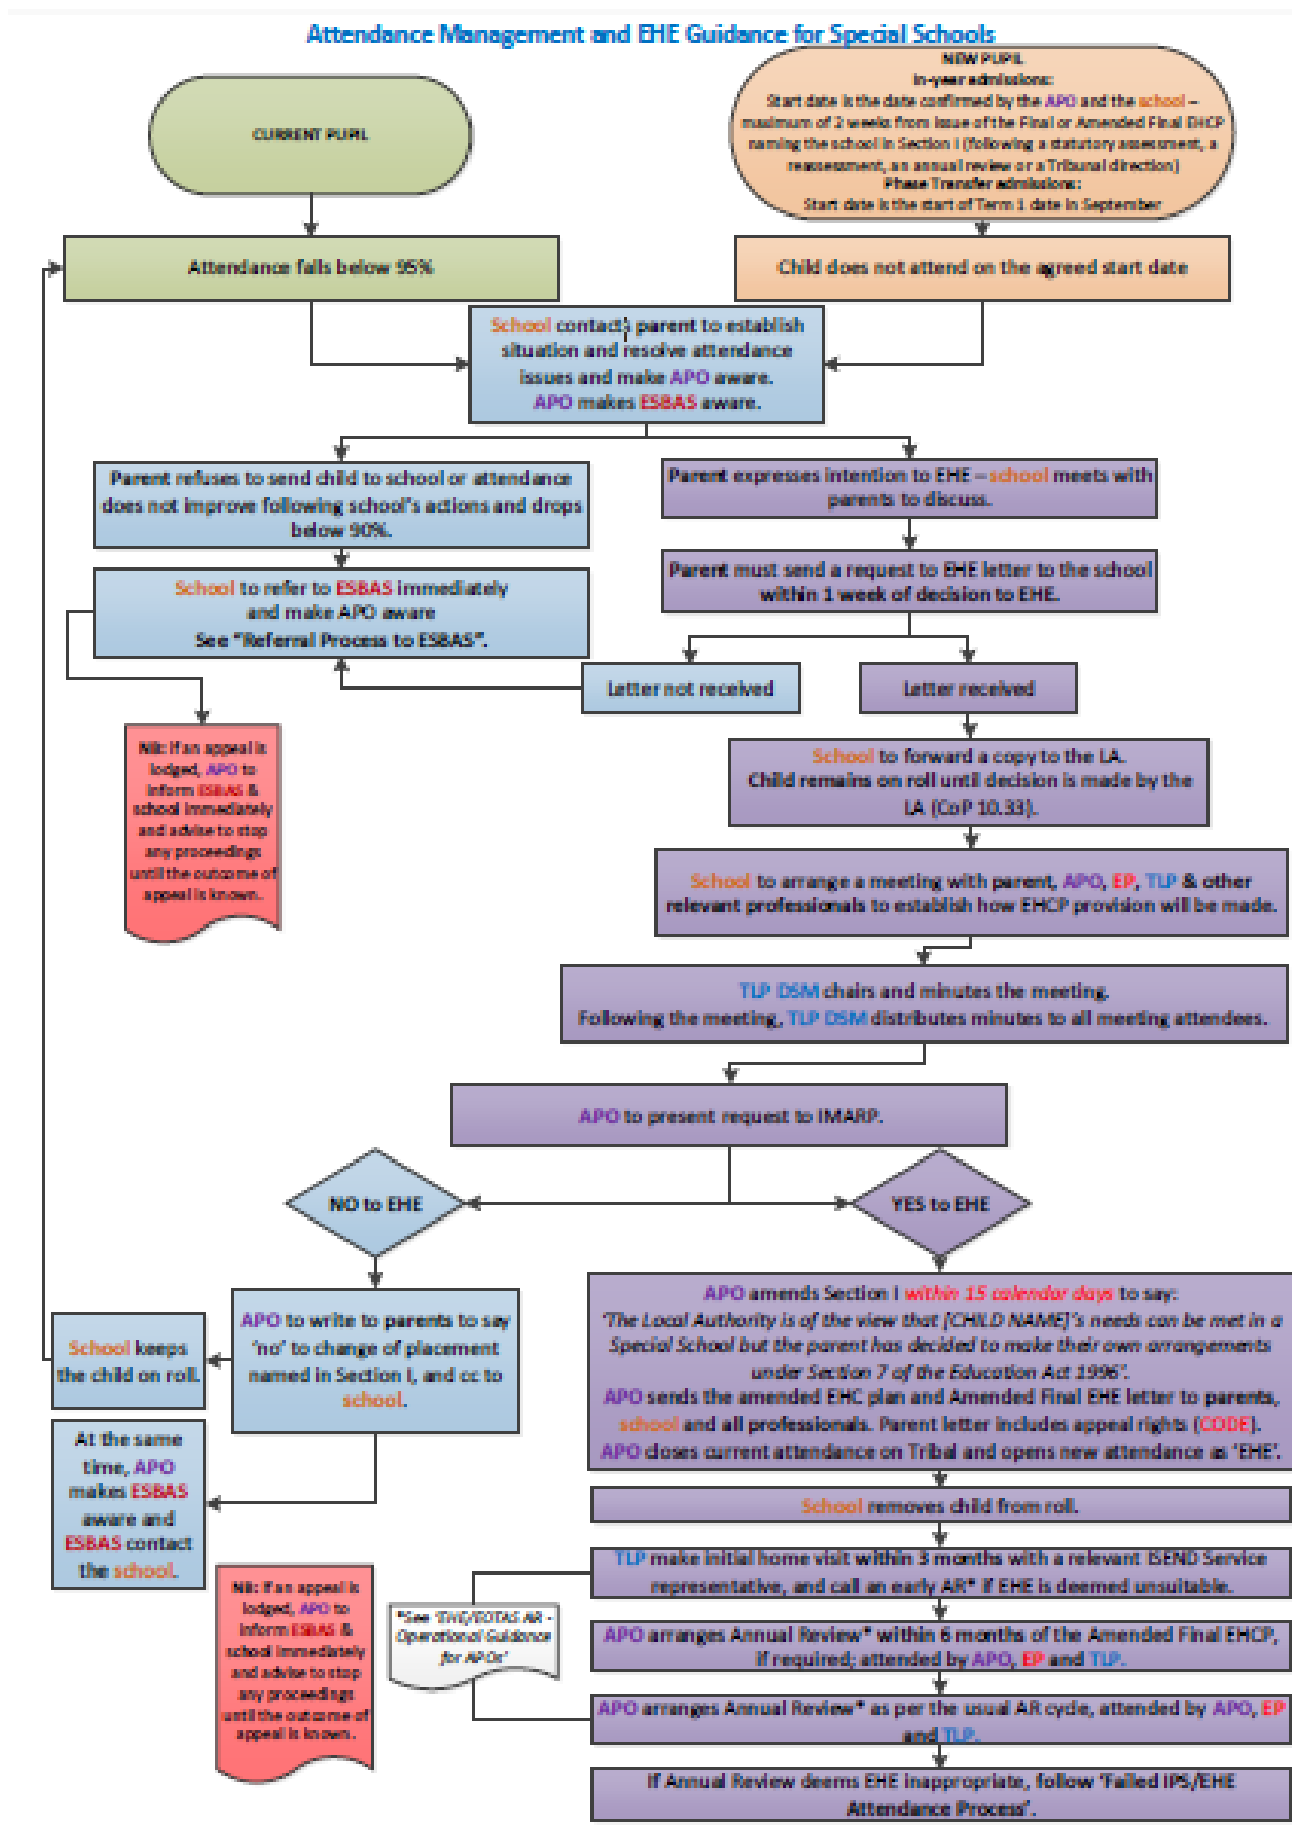 Attendance Management and EHE Guidance for Special Schools
CURRENT PUPIL
NEW PUPIL
In-year admissions:
Start date is the date confirmed by the APO and the school –
maximum of 2 weeks from issue of the Final or Amended Final EHCP
naming the school in Section I (following a statutory assessment, a
reassessment, an annual review or a Tribunal direction)
Phase Transfer admissions:
Start date is the start of Term 1 date in September
Attendance falls below 95%
Child does not attend on the agreed start date
School contacts parent to establish
situation and resolve attendance
issues and make APO aware.
APO makes ESBAS aware.
Parent refuses to send child to school or attendance
does not improve following school's actions and drops
below 90%.
Parent expresses intention to EHE – school meets with
parents to discuss.
School to refer to ESBAS immediately
and make APO aware
See "Referral Process to ESBAS".
Parent must send a request to EHE letter to the school
within 1 week of decision to EHE.
Letter not received
Letter received
NB: If an appeal is
lodged, APO to
inform ESBAS &
school immediately
and advise to stop
any proceedings
until the outcome of
appeal is known.
School to forward a copy to the LA.
Child remains on roll until decision is made by the
LA (CoP 10.33).
School to arrange a meeting with parent, APO, EP, TLP & other
relevant professionals to establish how EHCP provision will be made.
TLP DSM chairs and minutes the meeting.
Following the meeting, TLP DSM distributes minutes to all meeting attendees.
APO to present request to IMARP.
NO to EHE
YES to EHE
APO to write to parents to say
'no' to change of placement
named in Section I, and cc to
school.
School keeps
the child on roll.
At the same
time, APO
makes ESBAS
aware and
ESBAS contact
the school.
APO amends Section I within 15 calendar days to say:
'The Local Authority is of the view that [CHILD NAME]'s needs can be met in a
Special School but the parent has decided to make their own arrangements
under Section 7 of the Education Act 1996'.
APO sends the amended EHC plan and Amended Final EHE letter to parents,
school and all professionals. Parent letter includes appeal rights (CODE).
APO closes current attendance on Tribal and opens new attendance as 'EHE'.
School removes child from roll.
TLP make initial home visit within 3 months with a relevant ISEND Service
representative, and call an early AR* if EHE is deemed unsuitable.
NB: If an appeal is
lodged, APO to
inform ESBAS &
school immediately
and advise to stop
any proceedings
until the outcome of
appeal is known.
*See 'EHE/EOTAS AR -
Operational Guidance
for APOs'
APO arranges Annual Review* within 6 months of the Amended Final EHCP,
if required; attended by APO, EP and TLP.
APO arranges Annual Review* as per the usual AR cycle, attended by APO, EP
and TLP.
If Annual Review deems EHE inappropriate, follow 'Failed IPS/EHE
Attendance Process'.